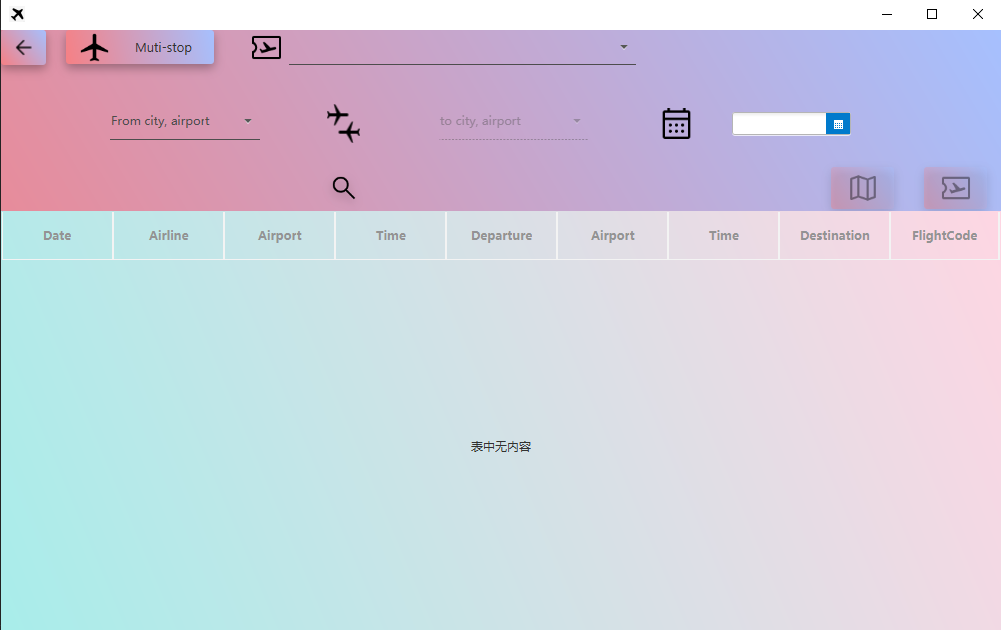 Muti-stop
From city, airport
to city, airport
Date Airline Airport Time Departure Airport Time Destination FlightCode
表中无内容